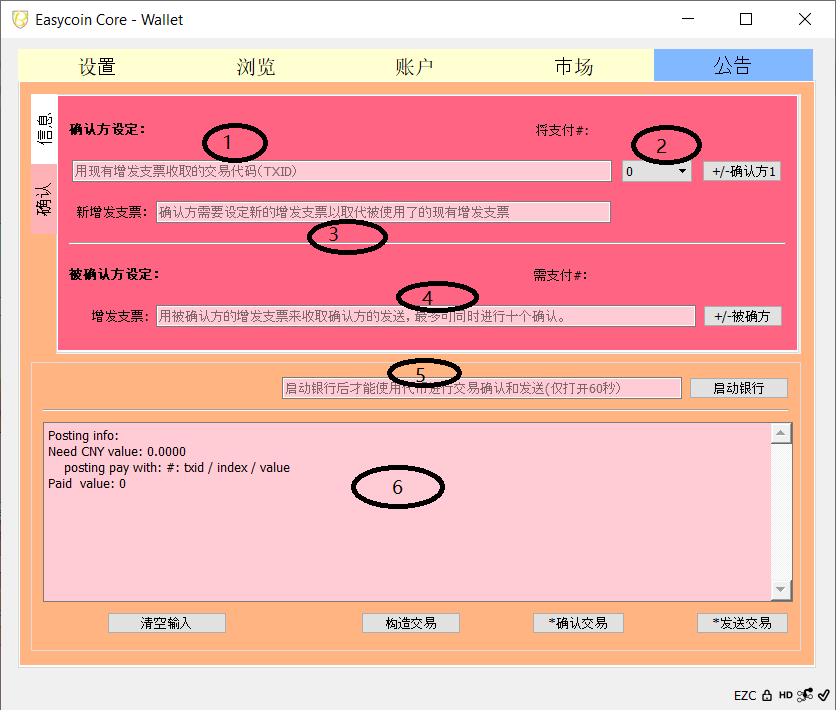 Easycoin Core - Wallet
设置 浏览 账户 市场 公告
信息
确认
确认方设定: 1 将支付#: 2
用现有增发支票收取的交易代码(TXID) 0 +/-确认方1
新增发支票: 确认方需要设定新的增发支票以取代被使用了的现有增发支票
3
被确认方设定: 需支付#:
4
增发支票: 用被确认方的增发支票来收取确认方的发送,最多可同时进行十个确认。 +/-被确方
5
启动银行后才能使用代币进行交易确认和发送(仅打开60秒) 启动银行
Posting info:
Need CNY value: 0.0000
posting pay with: #: txid / index / value
Paid value: 0
6
清空输入 构造交易 *确认交易 *发送交易
EZC HD